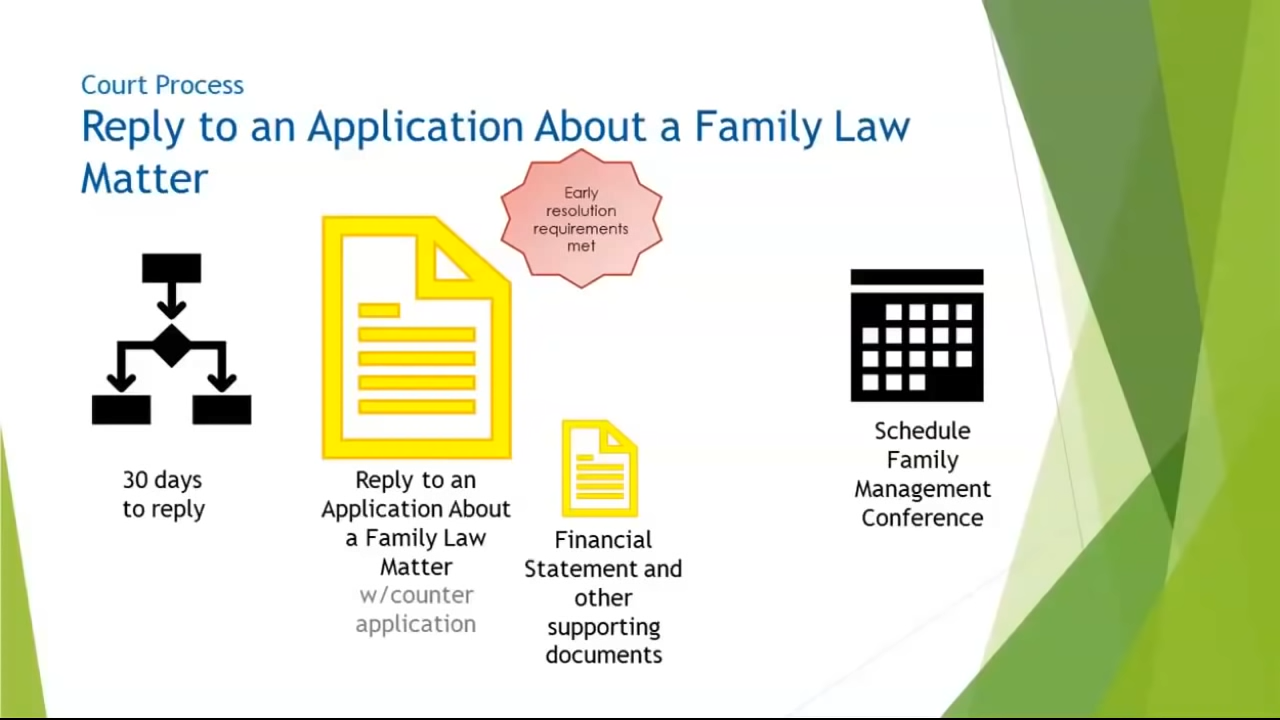 Court Process
Reply to an Application About a Family Law
Matter
Early
resolution
requirements
met
30 days
to reply
Reply to an
Application About
a Family Law
Matter
w/counter
application
Financial
Statement and
other
supporting
documents
Schedule
Family
Management
Conference